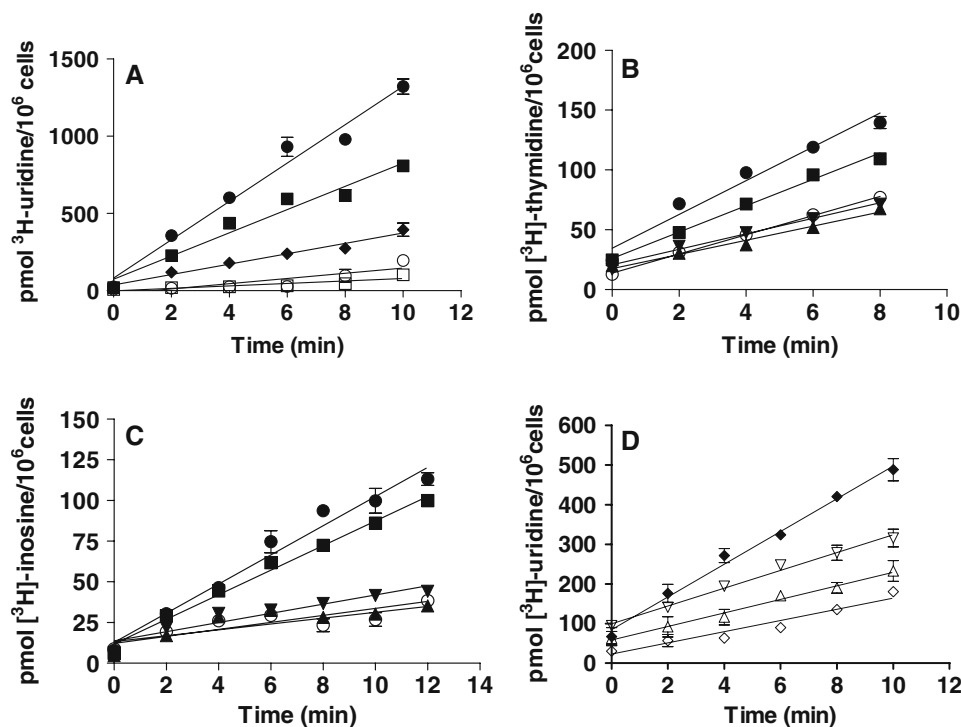 A
pmol ³H-uridine/10⁶ cells
1500
1000
500
0
0 2 4 6 8 10 12
Time (min)
B
pmol [³H]-thymidine/10⁶cells
200
150
100
50
0
0 2 4 6 8 10
Time (min)
C
pmol [³H]-inosine/10⁶cells
150
125
100
75
50
25
0
0 2 4 6 8 10 12 14
Time (min)
D
pmol [³H]-uridine/10⁶cells
600
500
400
300
200
100
0
0 2 4 6 8 10 12
Time (min)